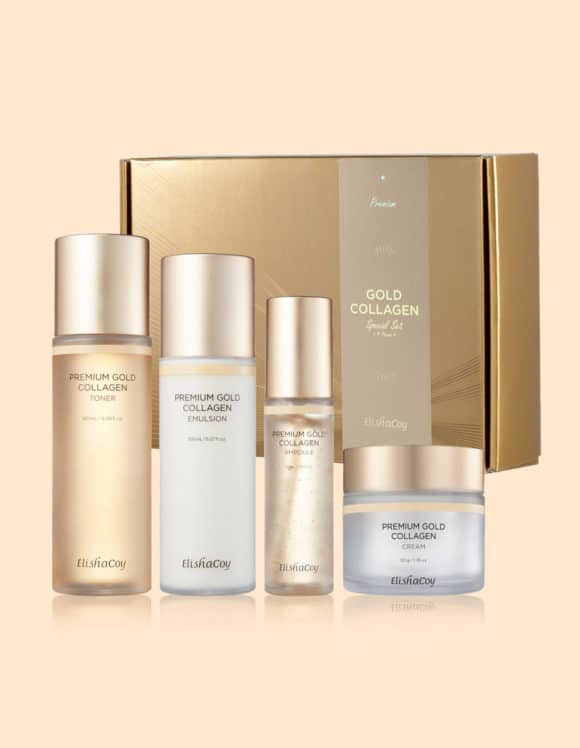 Premium
GOLD
COLLAGEN
Special Set
ElishaCoy
PREMIUM GOLD
COLLAGEN
TONER
ElishaCoy
PREMIUM GOLD
COLLAGEN
EMULSION
ElishaCoy
PREMIUM GOLD
COLLAGEN
AMPOULE
ElishaCoy
PREMIUM GOLD
COLLAGEN
CREAM
ElishaCoy